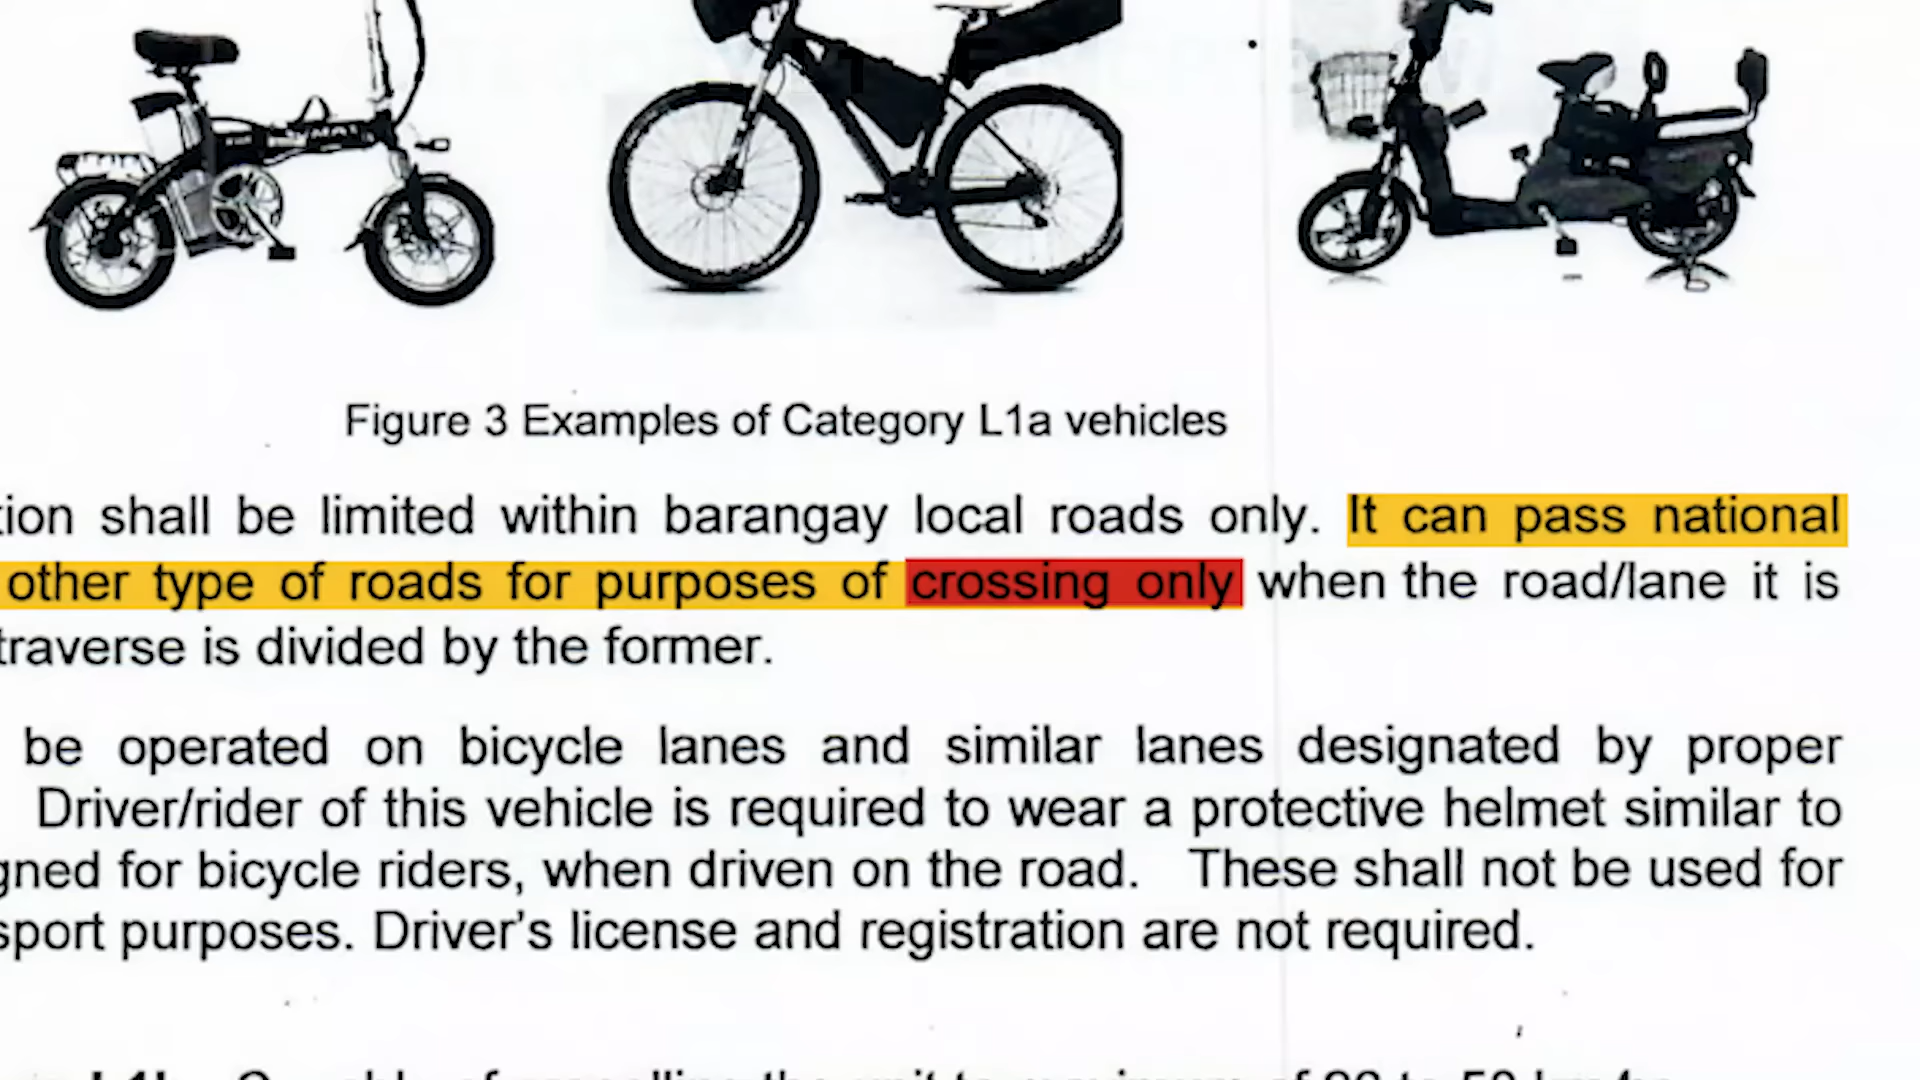 Figure 3 Examples of Category L1a vehicles
tion shall be limited within barangay local roads only. It can pass national
other type of roads for purposes of crossing only when the road/lane it is
traverse is divided by the former.
be operated on bicycle lanes and similar lanes designated by proper
Driver/rider of this vehicle is required to wear a protective helmet similar to
gned for bicycle riders, when driven on the road. These shall not be used for
sport purposes. Driver's license and registration are not required.